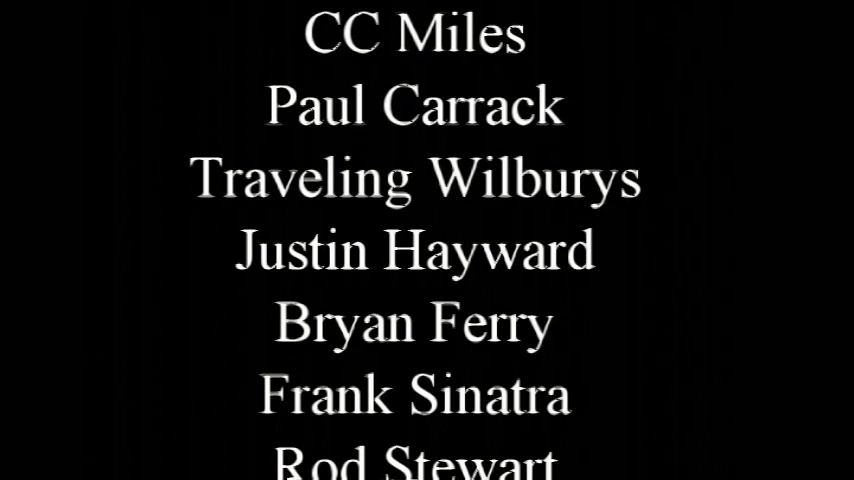 CC Miles
Paul Carrack
Traveling Wilburys
Justin Hayward
Bryan Ferry
Frank Sinatra
Rod Stewart